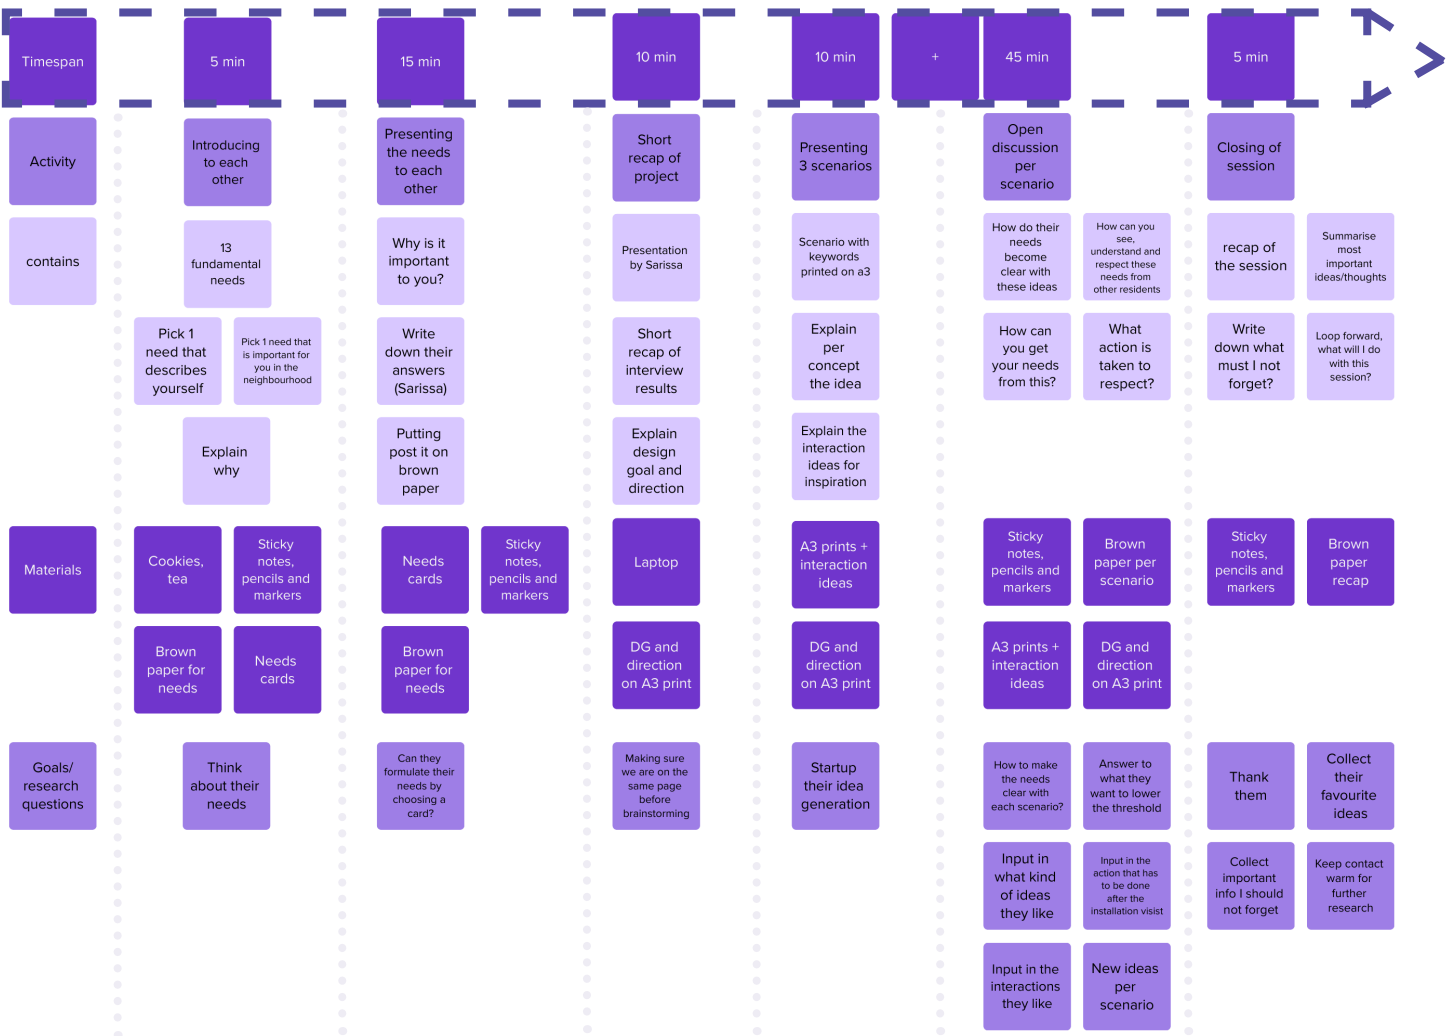 Timespan
5 min
15 min
10 min
10 min
+
45 min
5 min
Activity
Introducing
to each
other
Presenting
the needs
to each
other
Short
recap of
project
Presenting
3 scenarios
Open
discussion
per
scenario
Closing of
session
contains
13
fundamental
needs
Why is it
important
to you?
Presentation
by Sarissa
Scenario with
keywords
printed on a3
How do their
needs
become
clear with
these ideas
How can you
see,
understand and
respect these
needs from
other residents
recap of
the session
Summarise
most
important
ideas/thoughts
Pick 1
need that
describes
yourself
Pick 1 need that
is important for
you in the
neighbourhood
Write
down their
answers
(Sarissa)
Short
recap of
interview
results
Explain
per
concept
the idea
How can
you get
your needs
from this?
What
action is
taken to
respect?
Write
down what
must I not
forget?
Loop forward,
what will I do
with this
session?
Explain
why
Putting
post it on
brown
paper
Explain
design
goal and
direction
Explain the
interaction
ideas for
inspiration
Materials
Cookies,
tea
Sticky
notes,
pencils and
markers
Needs
cards
Sticky
notes,
pencils and
markers
Laptop
A3 prints +
interaction
ideas
Sticky
notes,
pencils and
markers
Brown
paper per
scenario
Sticky
notes,
pencils and
markers
Brown
paper
recap
Brown
paper for
needs
Needs
cards
Brown
paper for
needs
DG and
direction
on A3 print
DG and
direction
on A3 print
A3 prints +
interaction
ideas
DG and
direction
on A3 print
Goals/
research
questions
Think
about their
needs
Can they
formulate their
needs by
choosing a
card?
Making sure
we are on the
same page
before
brainstorming
Startup
their idea
generation
How to make
the needs
clear with
each scenario?
Answer to
what they
want to lower
the threshold
Thank
them
Collect
their
favourite
ideas
Input in
what kind
of ideas
they like
Input in the
action that has
to be done
after the
installation visist
Collect
important
info I should
not forget
Keep contact
warm for
further
research
Input in the
interactions
they like
New ideas
per
scenario